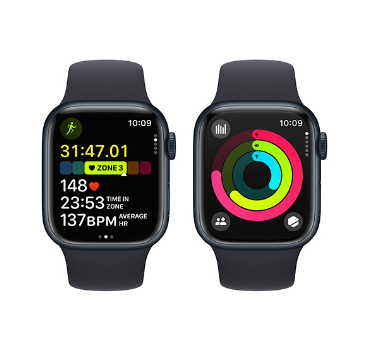 10:09
31:47.01
ZONE 3
148
23:53 TIME IN ZONE
137BPM AVERAGE HR
10:09